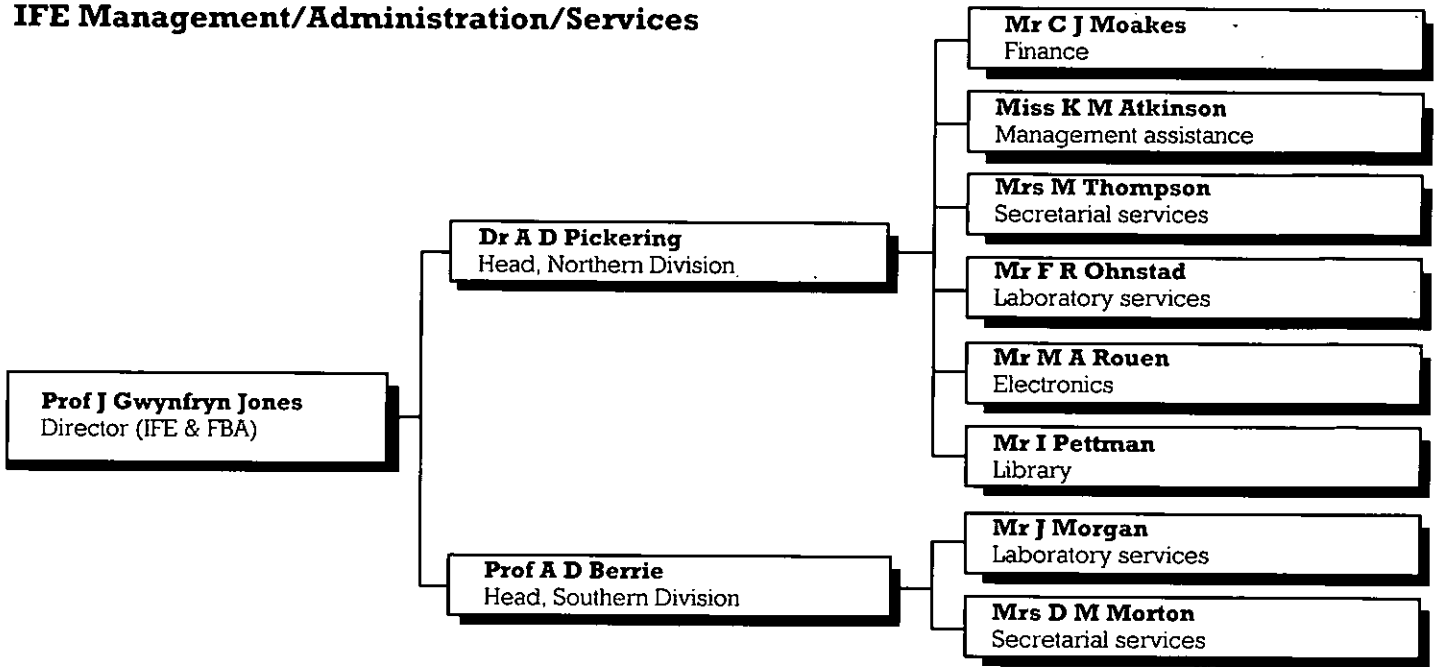 IFE Management/Administration/Services
Mr C J Moakes
Finance
Miss K M Atkinson
Management assistance
Mrs M Thompson
Secretarial services
Dr A D Pickering
Head, Northern Division
Mr F R Ohnstad
Laboratory services
Mr M A Rouen
Electronics
Prof J Gwynfryn Jones
Director (IFE & FBA)
Mr I Pettman
Library
Mr J Morgan
Laboratory services
Prof A D Berrie
Head, Southern Division
Mrs D M Morton
Secretarial services